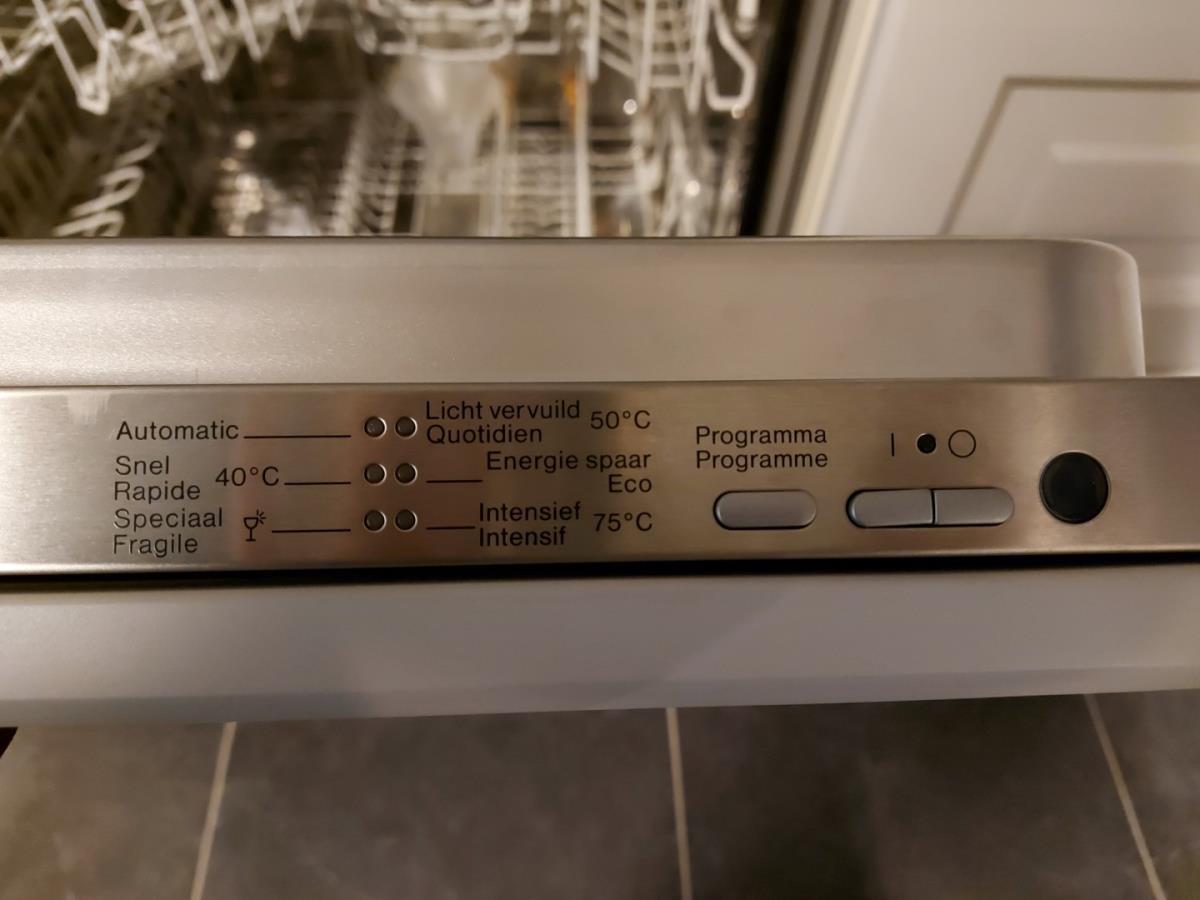 Automatic
Licht vervuild 50°C
Quotidien
Snel 40°C
Rapide
Energie spaar
Eco
Speciaal
Fragile
Intensief 75°C
Intensif
Programma
Programme